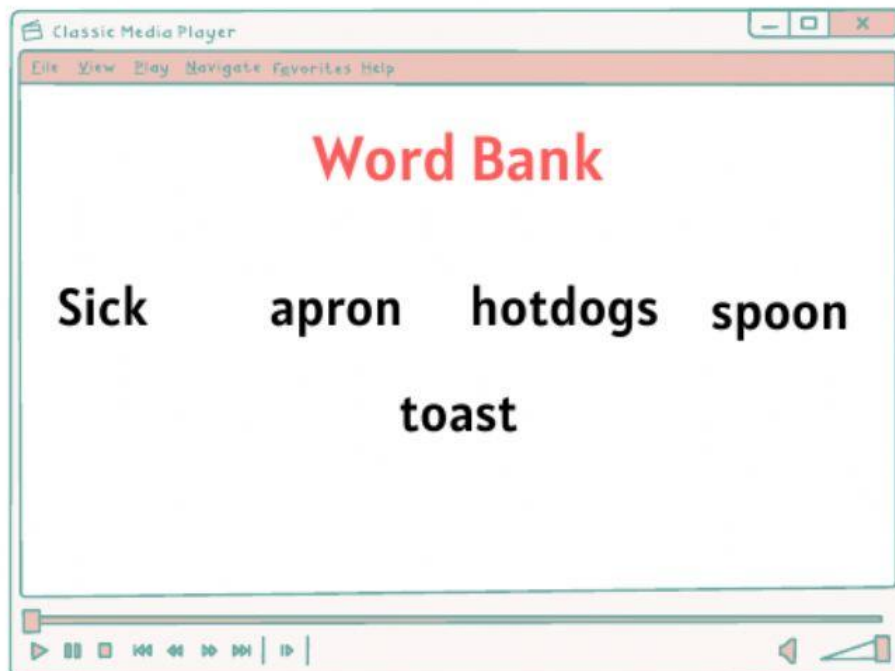 Classic Media Player
File View Play Navigate Favorites Help
Word Bank
Sick apron hotdogs spoon
toast